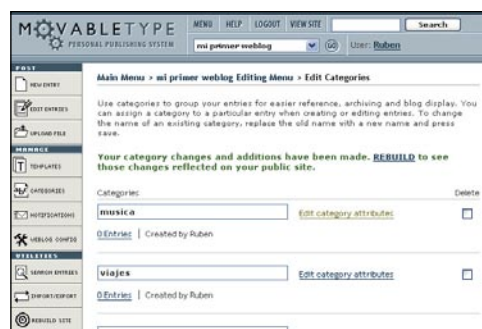 MOVABLETYPE
PERSONAL PUBLISHING SYSTEM
MENU HELP LOGOUT VIEW SITE Search
mi primer weblog GO User: Ruben
POST
NEW ENTRY
EDIT ENTRIES
UPLOAD FILE
MANAGE
TEMPLATES
CATEGORIES
NOTIFICATIONS
WEBLOG CONFIG
UTILITIES
SEARCH ENTRIES
IMPORT/EXPORT
REBUILD SITE
Main Menu > mi primer weblog Editing Menu > Edit Categories
Use categories to group your entries for easier reference, archiving and blog display. You
can assign a category to a particular entry when creating or editing entries. To change
the name of an existing category, replace the old name with a new name and press
save.
Your category changes and additions have been made. REBUILD to see
those changes reflected on your public site.
Categories Delete
musica Edit category attributes
0 Entries | Created by Ruben
viajes Edit category attributes
0 Entries | Created by Ruben